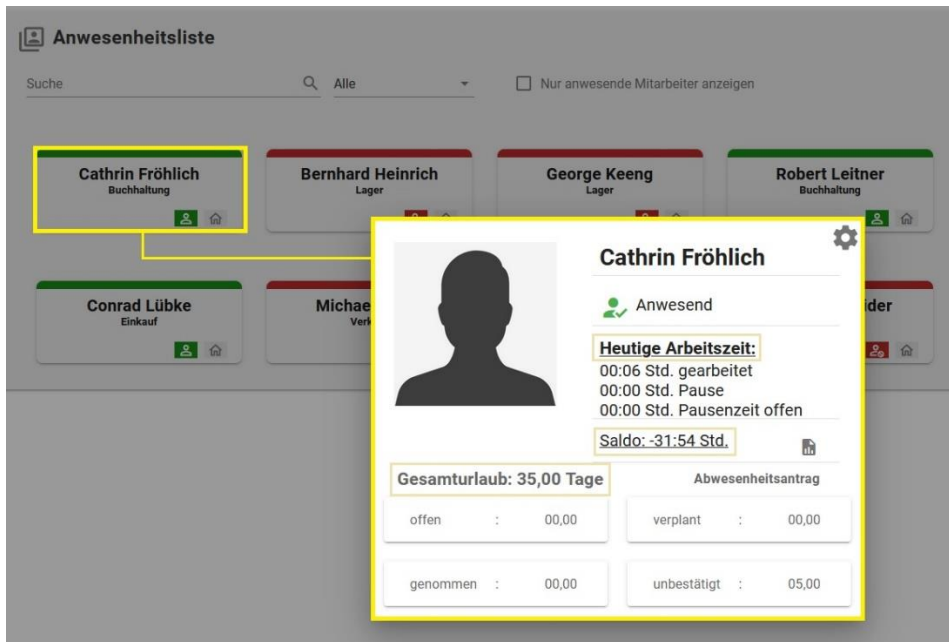 Anwesenheitsliste
Suche Alle Nur anwesende Mitarbeiter anzeigen
Cathrin Fröhlich Bernhard Heinrich George Keeng Robert Leitner
Buchhaltung Lager Lager Buchhaltung
Conrad Lübke
Einkauf
Cathrin Fröhlich
Anwesend
Heutige Arbeitszeit:
00:06 Std. gearbeitet
00:00 Std. Pause
00:00 Std. Pausenzeit offen
Saldo: -31:54 Std.
Gesamturlaub: 35,00 Tage Abwesenheitsantrag
offen : 00,00 verplant : 00,00
genommen : 00,00 unbestätigt : 05,00